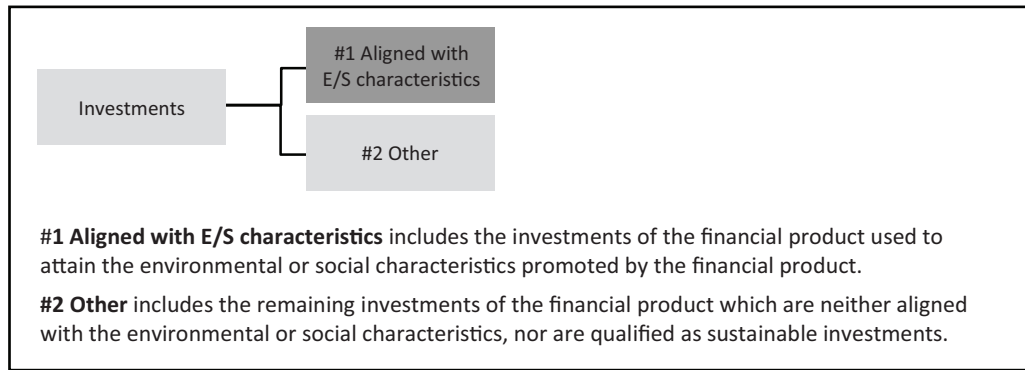 #1 Aligned with
E/S characteristics
Investments
#2 Other
#1 Aligned with E/S characteristics includes the investments of the financial product used to
attain the environmental or social characteristics promoted by the financial product.
#2 Other includes the remaining investments of the financial product which are neither aligned
with the environmental or social characteristics, nor are qualified as sustainable investments.